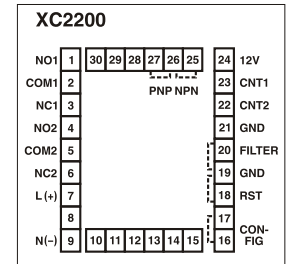 XC2200
NO1 1 30 29 28 27 26 25 24 12V
COM1 2 PNP NPN 23 CNT1
NC1 3 22 CNT2
NO2 4 21 GND
COM2 5 20 FILTER
NC2 6 19 GND
L (+) 7 18 RST
8 17 CON-
N(–) 9 10 11 12 13 14 15 16 FIG